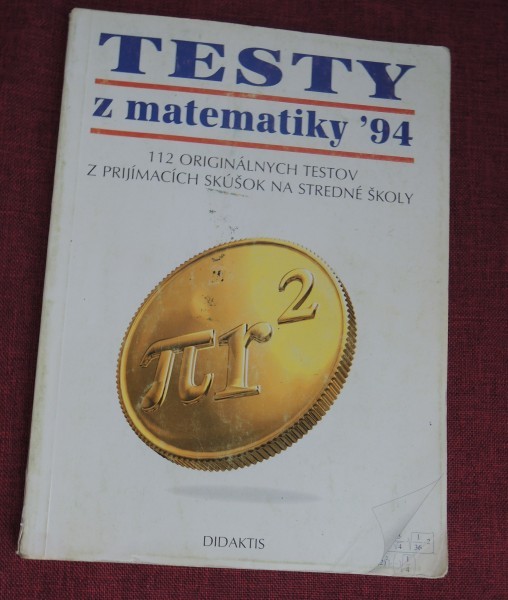 TESTY
z matematiky ’94
112 ORIGINÁLNYCH TESTOV
Z PRIJÍMACÍCH SKÚŠOK NA STREDNÉ ŠKOLY
πr²
DIDAKTIS